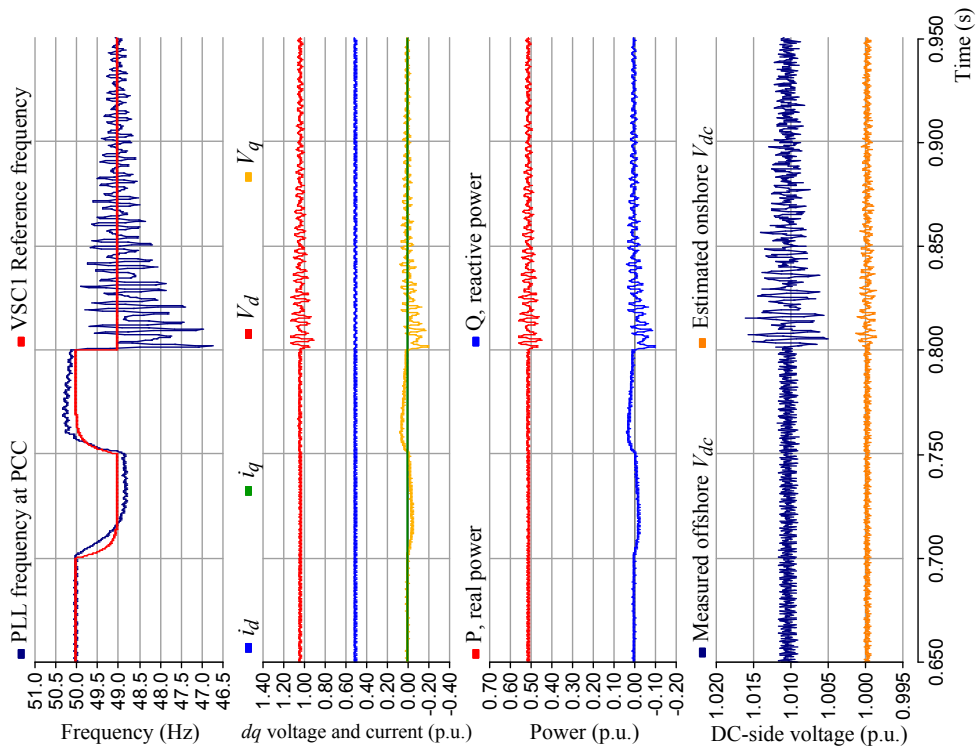 PLL frequency at PCC
VSC1 Reference frequency
51.0
50.5
50.0
49.5
49.0
48.5
48.0
47.5
47.0
46.5
Frequency (Hz)
i_d
i_q
V_d
V_q
1.40
1.20
1.00
0.80
0.60
0.40
0.20
0.00
-0.20
-0.40
dq voltage and current (p.u.)
P, real power
Q, reactive power
0.70
0.60
0.50
0.40
0.30
0.20
0.10
0.00
-0.10
-0.20
Power (p.u.)
Measured offshore V_dc
Estimated onshore V_dc
1.020
1.015
1.010
1.005
1.000
0.995
DC-side voltage (p.u.)
0.650
0.700
0.750
0.800
0.850
0.900
0.950
Time (s)